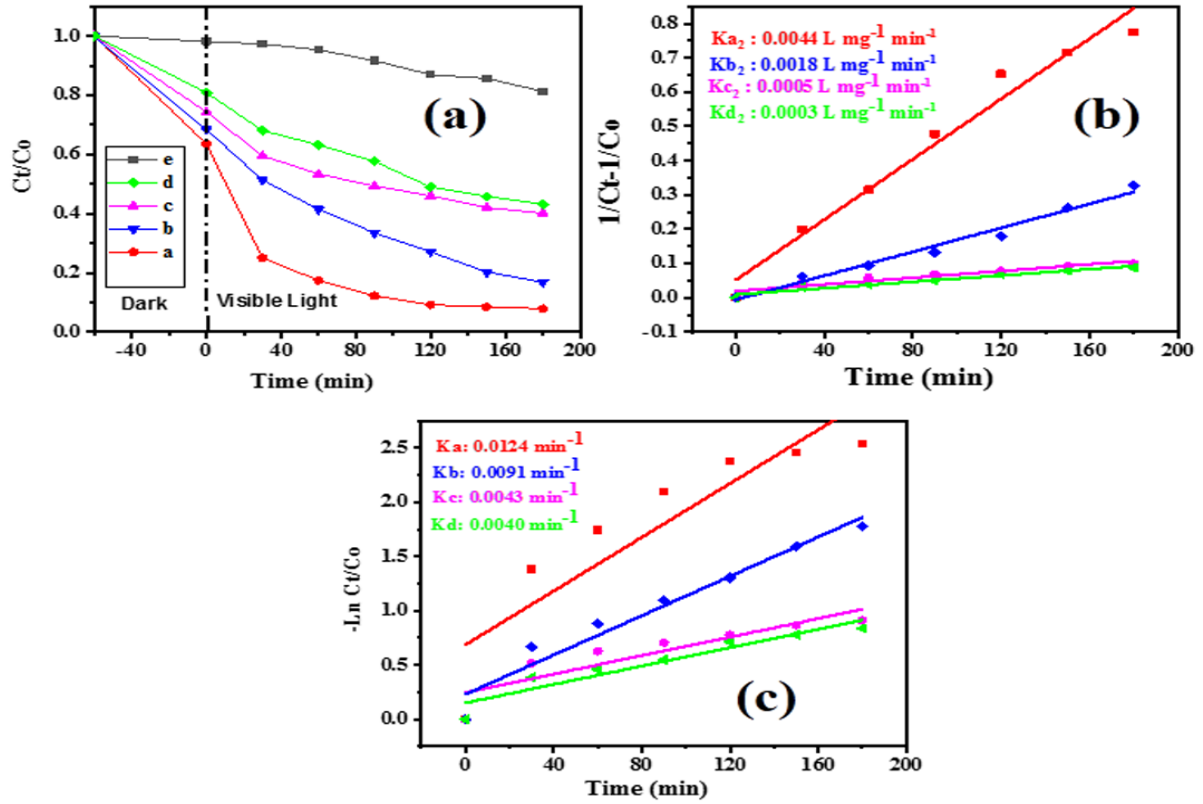 Ct/Co
1.0
0.8
0.6
0.4
0.2
0.0
(a)
e
d
c
b
a
Dark
Visible Light
-40 0 40 80 120 160 200
Time (min)
1/Ct-1/Co
0.8
0.7
0.6
0.5
0.4
0.3
0.2
0.1
0.0
-0.1
Ka₂ : 0.0044 L mg⁻¹ min⁻¹
Kb₂ : 0.0018 L mg⁻¹ min⁻¹
Kc₂ : 0.0005 L mg⁻¹ min⁻¹
Kd₂ : 0.0003 L mg⁻¹ min⁻¹
(b)
0 40 80 120 160 200
Time (min)
-Ln Ct/Co
2.5
2.0
1.5
1.0
0.5
0.0
Ka: 0.0124 min⁻¹
Kb: 0.0091 min⁻¹
Kc: 0.0043 min⁻¹
Kd: 0.0040 min⁻¹
(c)
0 40 80 120 160 200
Time (min)